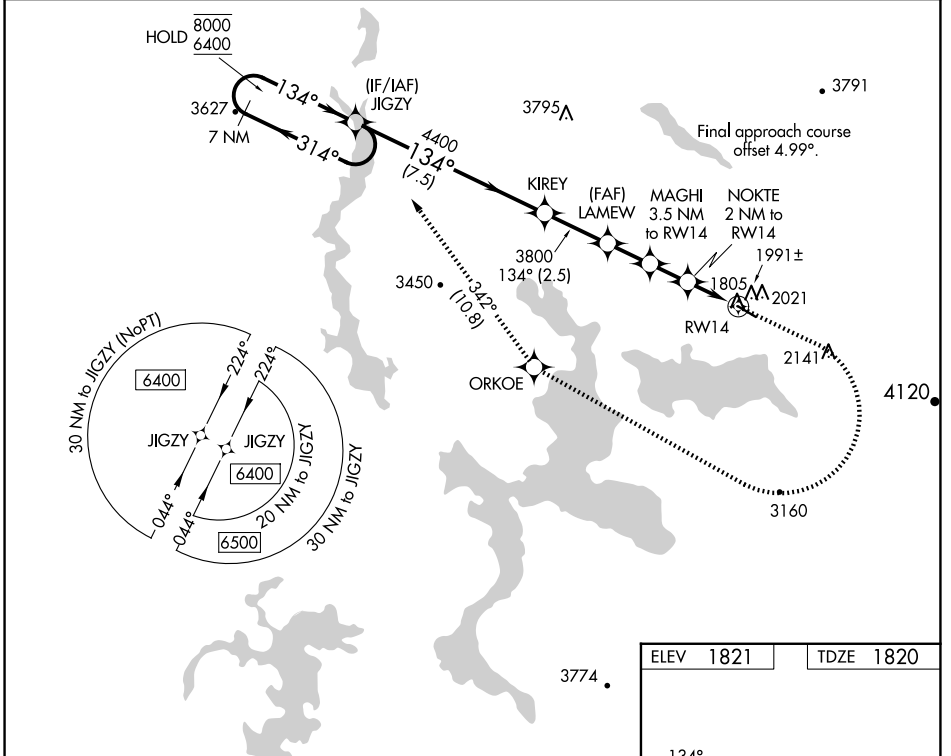 HOLD
8000
6400
134°
(IF/IAF)
JIGZY
3627
7 NM
314°
4400
134°
(7.5)
3795
3791
Final approach course
offset 4.99°.
KIREY
(FAF)
LAMEW
MAGHI
3.5 NM
to RW14
NOKTE
2 NM to
RW14
1991±
3800
134° (2.5)
1805
2021
RW14
3450
342°
(10.8)
2141
ORKOE
4120
3160
30 NM to JIGZY (NoPT)
6400
224°
224°
JIGZY
JIGZY
6400
20 NM to JIGZY
30 NM to JIGZY
044°
044°
6500
3774
ELEV 1821
TDZE 1820
134°